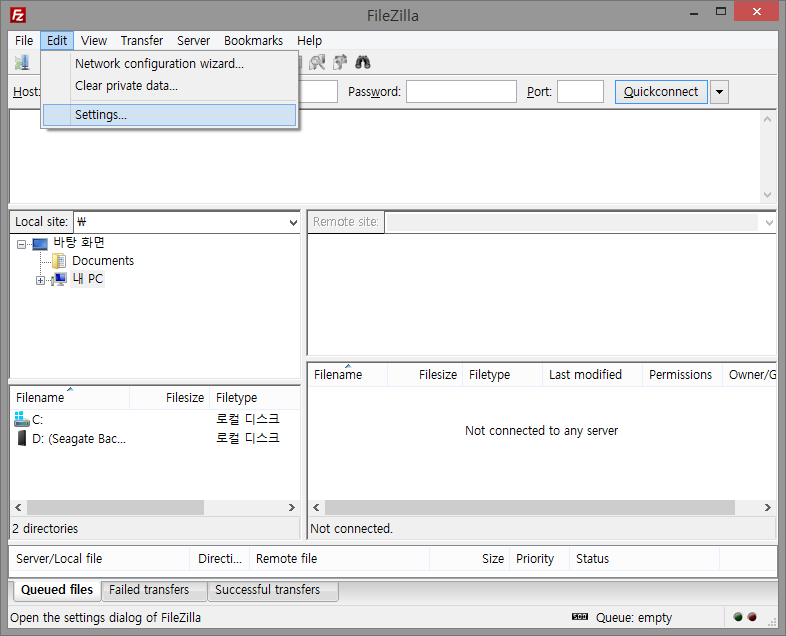 FileZilla
File Edit View Transfer Server Bookmarks Help
Network configuration wizard...
Clear private data...
Settings...
Host: Password: Port: Quickconnect
Local site: ₩
Remote site:
바탕 화면
Documents
내 PC
Filename Filesize Filetype
C: 로컬 디스크
D: (Seagate Bac... 로컬 디스크
2 directories
Filename Filesize Filetype Last modified Permissions Owner/G
Not connected to any server
Not connected.
Server/Local file Directi... Remote file Size Priority Status
Queued files Failed transfers Successful transfers
Open the settings dialog of FileZilla Queue: empty